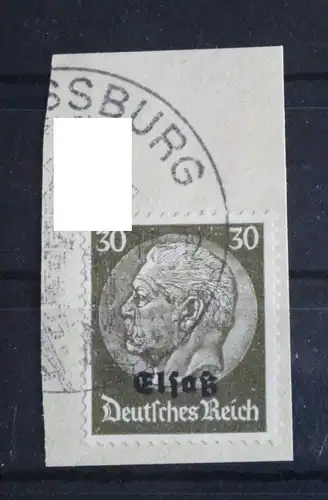 SSBURG
30 30
Elsaß
Deutsches Reich